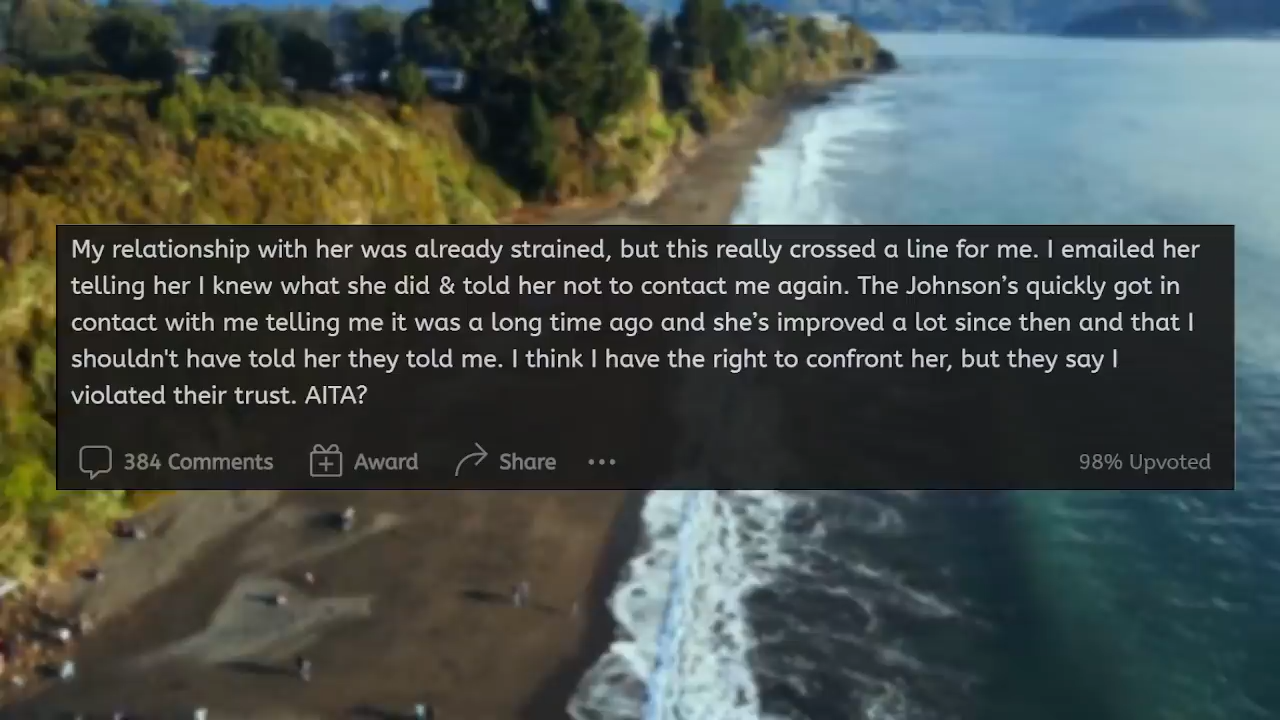 My relationship with her was already strained, but this really crossed a line for me. I emailed her
telling her I knew what she did & told her not to contact me again. The Johnson’s quickly got in
contact with me telling me it was a long time ago and she’s improved a lot since then and that I
shouldn't have told her they told me. I think I have the right to confront her, but they say I
violated their trust. AITA?
384 Comments Award Share ••• 98% Upvoted